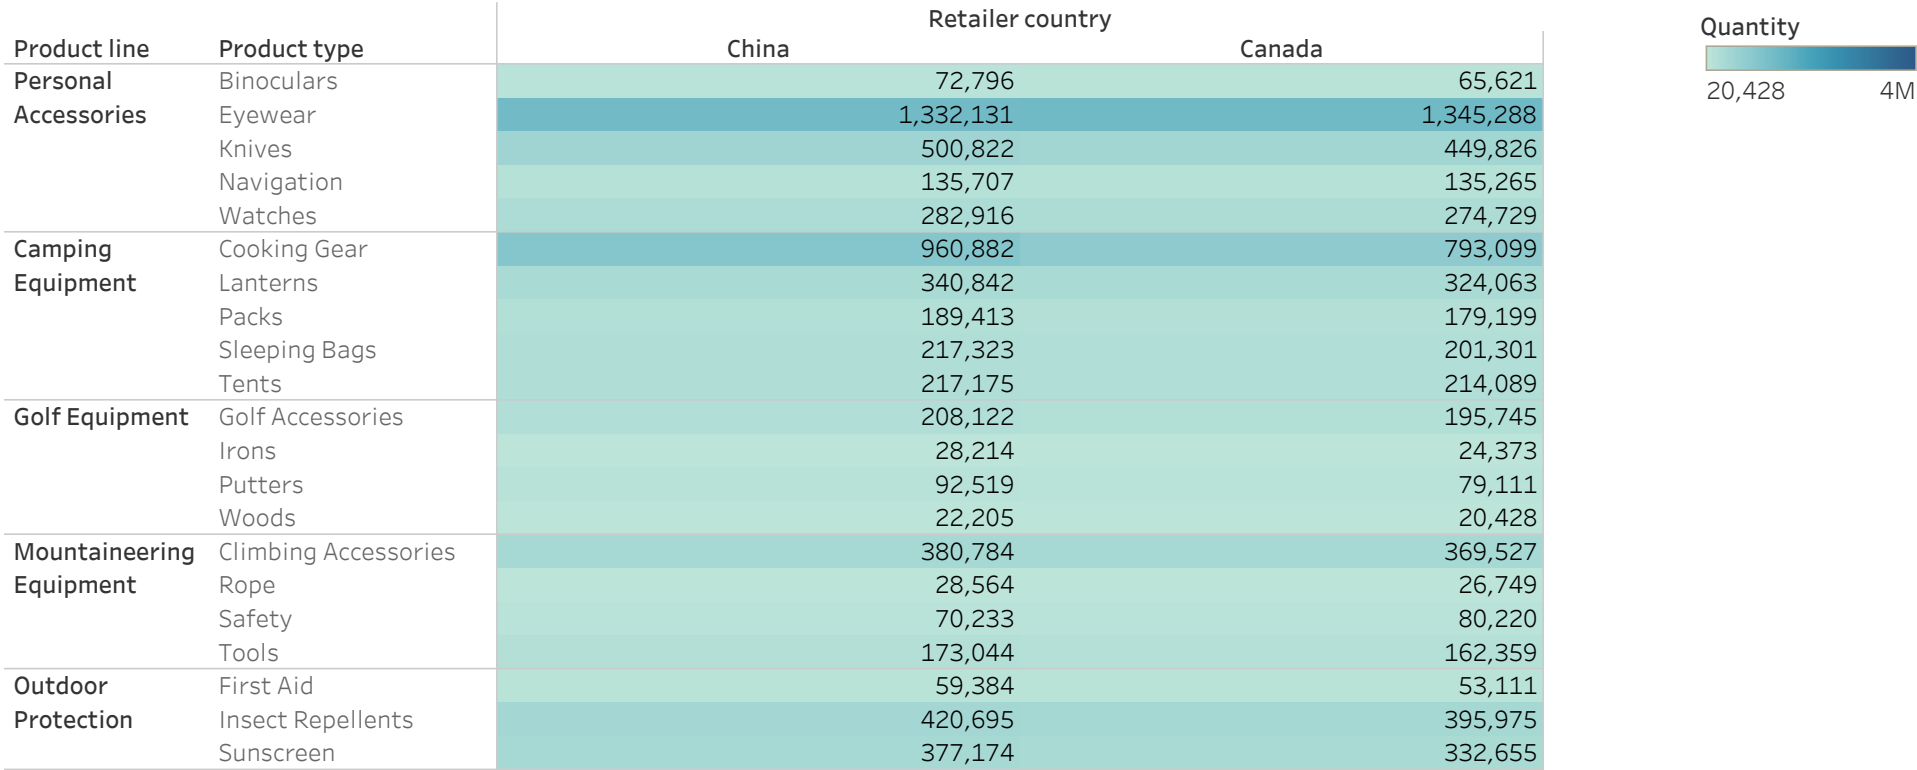 Retailer country
Product line Product type China Canada
Personal Binoculars 72,796 65,621
Accessories Eyewear 1,332,131 1,345,288
Knives 500,822 449,826
Navigation 135,707 135,265
Watches 282,916 274,729
Camping Cooking Gear 960,882 793,099
Equipment Lanterns 340,842 324,063
Packs 189,413 179,199
Sleeping Bags 217,323 201,301
Tents 217,175 214,089
Golf Equipment Golf Accessories 208,122 195,745
Irons 28,214 24,373
Putters 92,519 79,111
Woods 22,205 20,428
Mountaineering Climbing Accessories 380,784 369,527
Equipment Rope 28,564 26,749
Safety 70,233 80,220
Tools 173,044 162,359
Outdoor First Aid 59,384 53,111
Protection Insect Repellents 420,695 395,975
Sunscreen 377,174 332,655
Quantity
20,428 4M